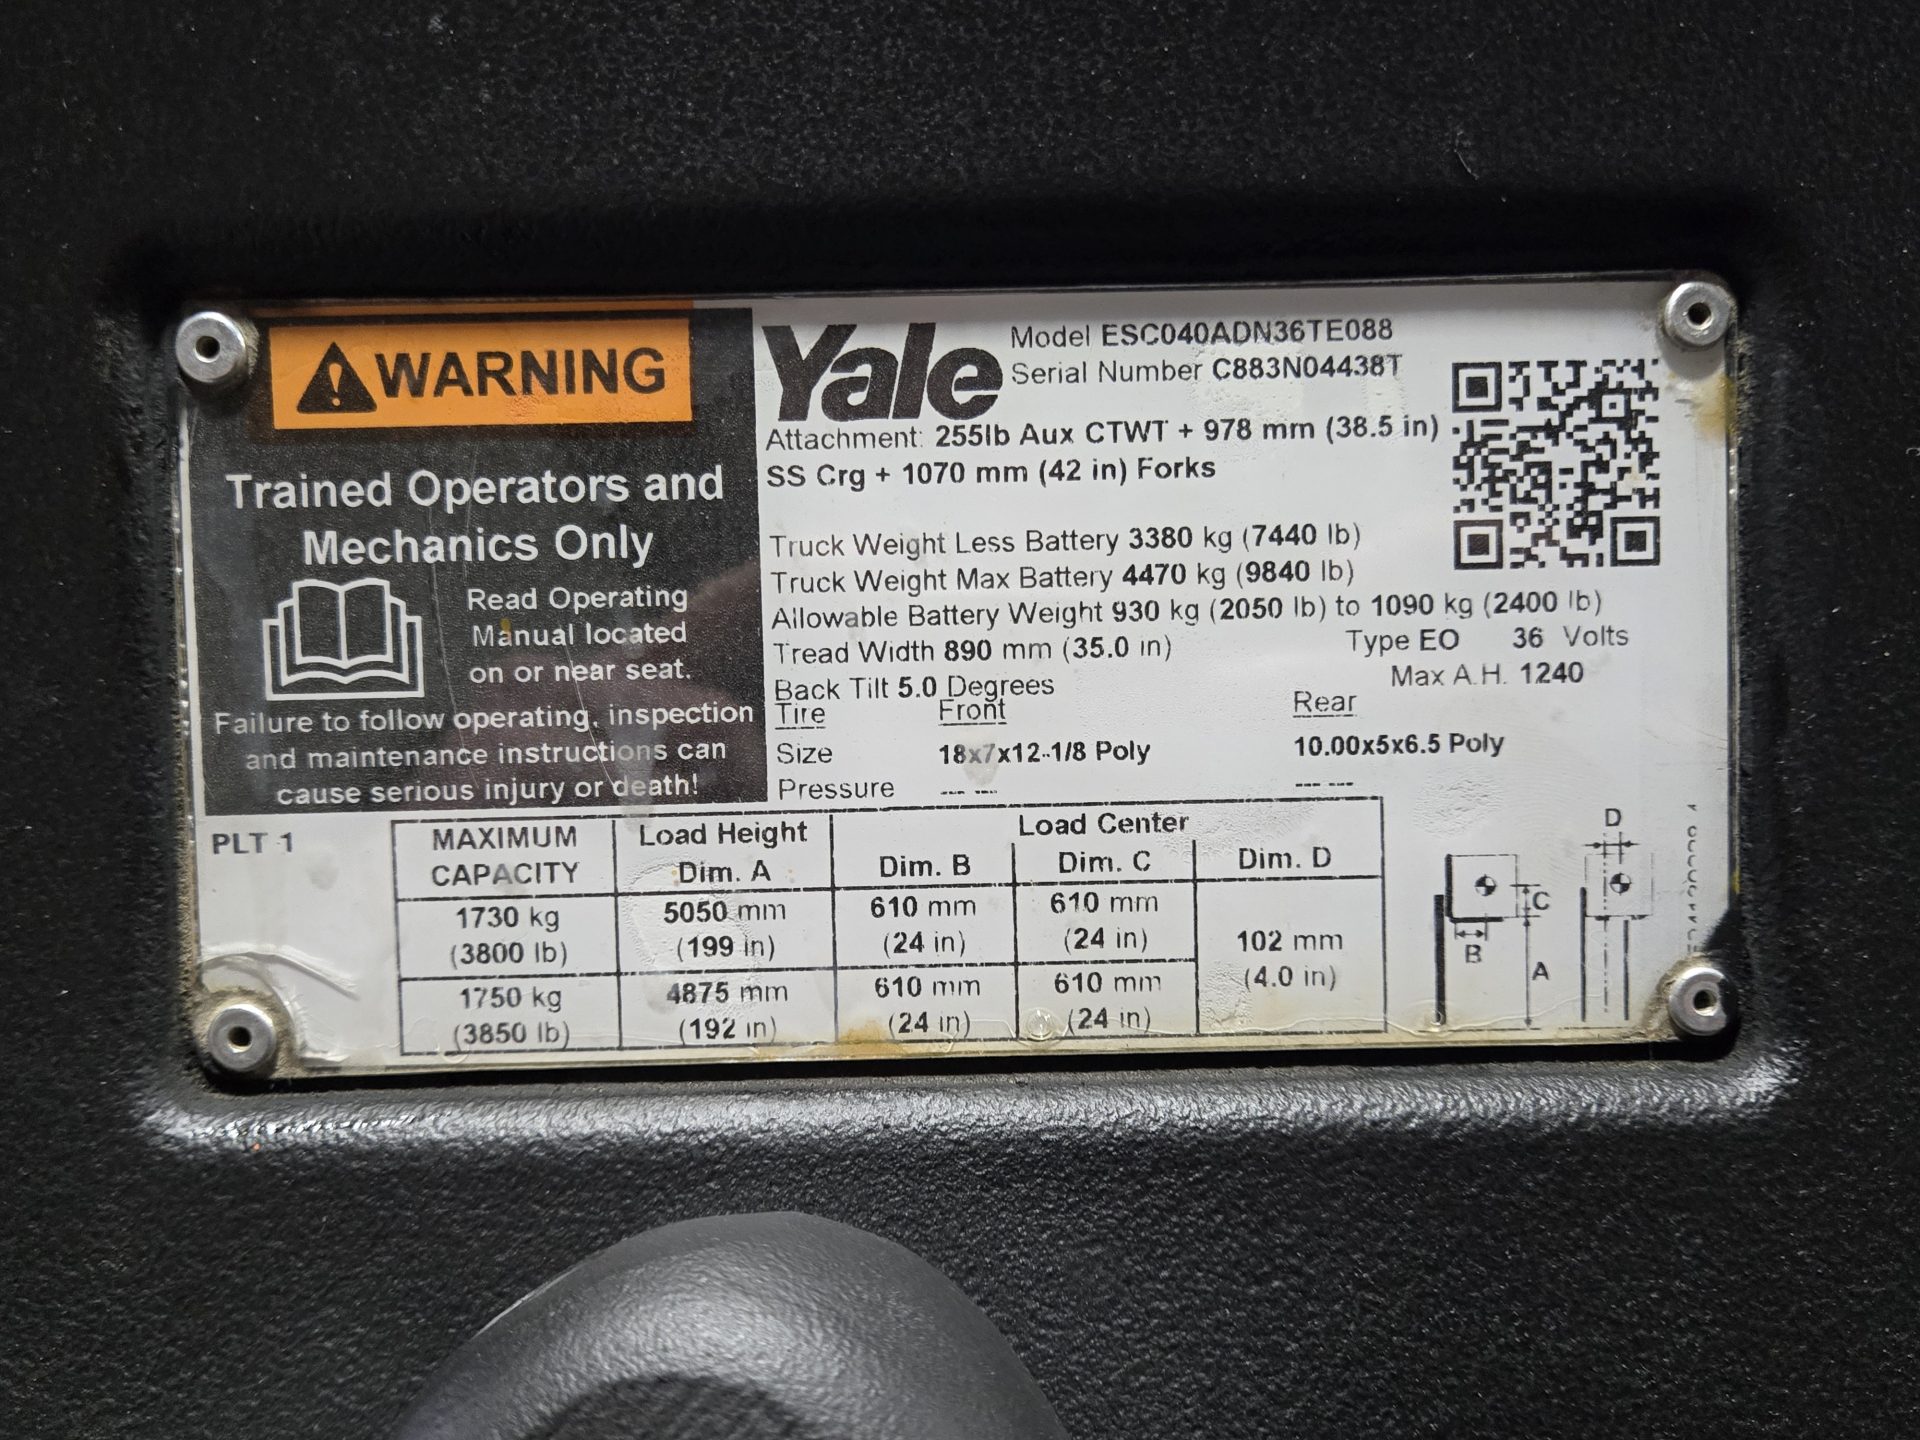 WARNING
Trained Operators and
Mechanics Only
Read Operating
Manual located
on or near seat.
Failure to follow operating, inspection
and maintenance instructions can
cause serious injury or death!
Yale
Model ESC040ADN36TE088
Serial Number C883N04438T
Attachment: 255lb Aux CTWT + 978 mm (38.5 in)
SS Crg + 1070 mm (42 in) Forks
Truck Weight Less Battery 3380 kg (7440 lb)
Truck Weight Max Battery 4470 kg (9840 lb)
Allowable Battery Weight 930 kg (2050 lb) to 1090 kg (2400 lb)
Tread Width 890 mm (35.0 in) Type EO 36 Volts
Back Tilt 5.0 Degrees Max A.H. 1240
Tire Front Rear
Size 18x7x12-1/8 Poly 10.00x5x6.5 Poly
Pressure --- --- --- ---
PLT 1
MAXIMUM CAPACITY Load Height Dim. A Load Center
Dim. B Dim. C Dim. D
1730 kg 5050 mm 610 mm 610 mm
(3800 lb) (199 in) (24 in) (24 in)
102 mm
(4.0 in)
1750 kg 4875 mm 610 mm 610 mm
(3850 lb) (192 in) (24 in) (24 in)
D
C
B
A